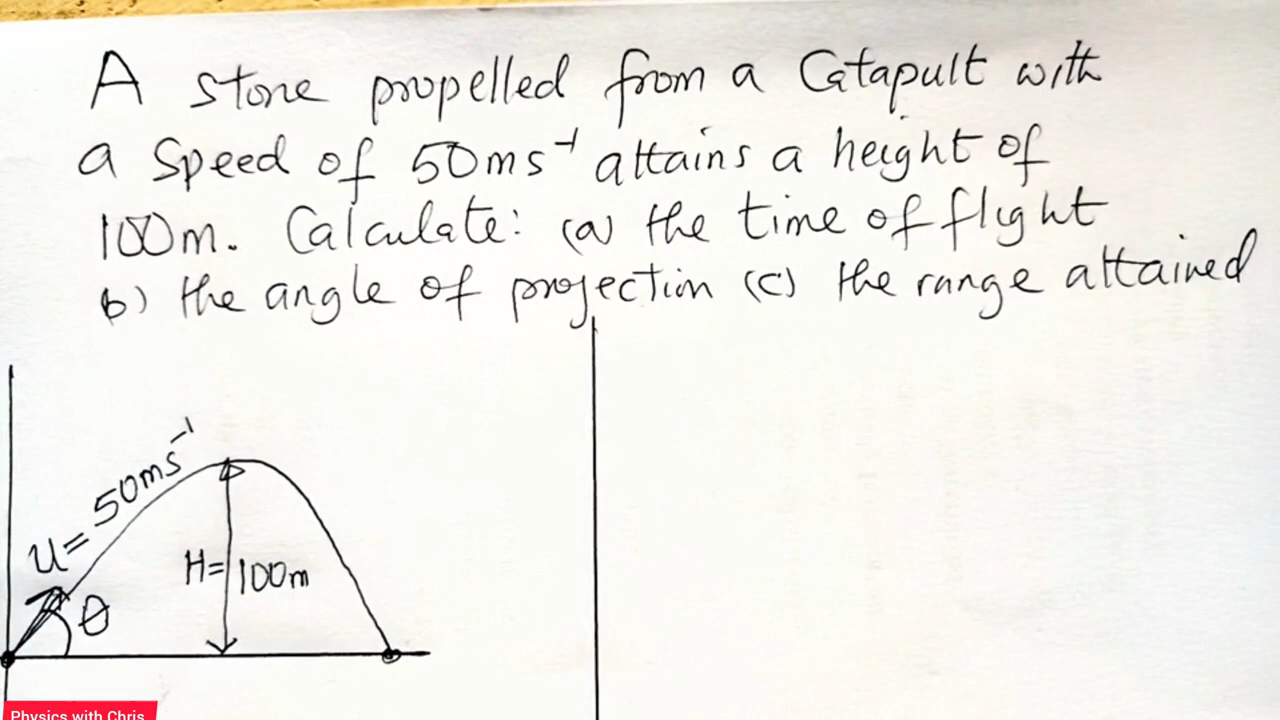 A stone propelled from a Catapult with
a speed of 50ms⁻¹ attains a height of
100m. Calculate: (a) the time of flight
b) the angle of projection (c) the range attained
U= 50ms⁻¹
H= 100m
θ
Physics with Chris